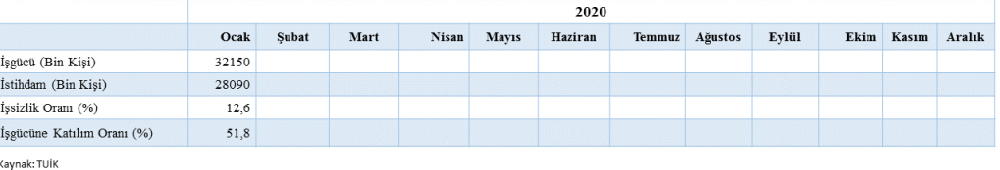 2020
Ocak Şubat Mart Nisan Mayıs Haziran Temmuz Ağustos Eylül Ekim Kasım Aralık
İşgücü (Bin Kişi) 32150
İstihdam (Bin Kişi) 28090
İşsizlik Oranı (%) 12,6
İşgücüne Katılım Oranı (%) 51,8
Kaynak: TUİK